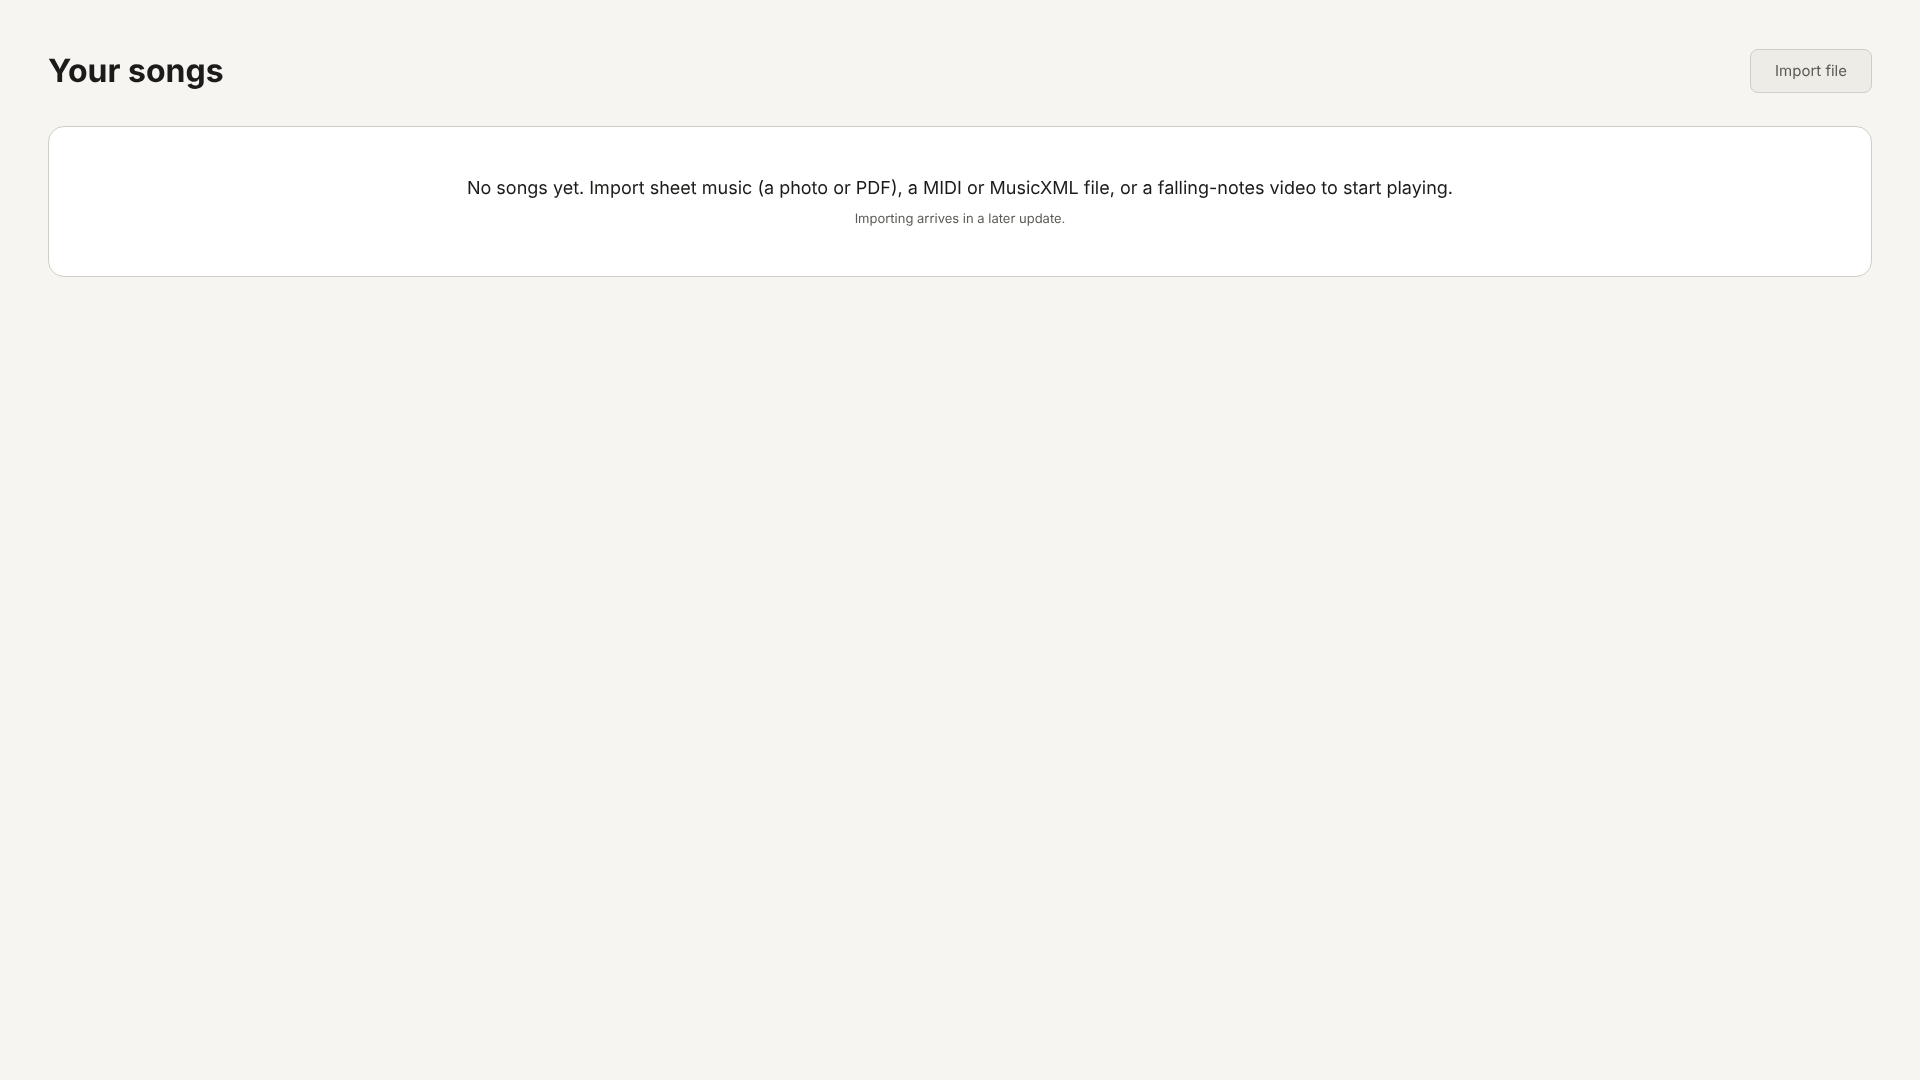 Your songs
Import file
No songs yet. Import sheet music (a photo or PDF), a MIDI or MusicXML file, or a falling-notes video to start playing.
Importing arrives in a later update.